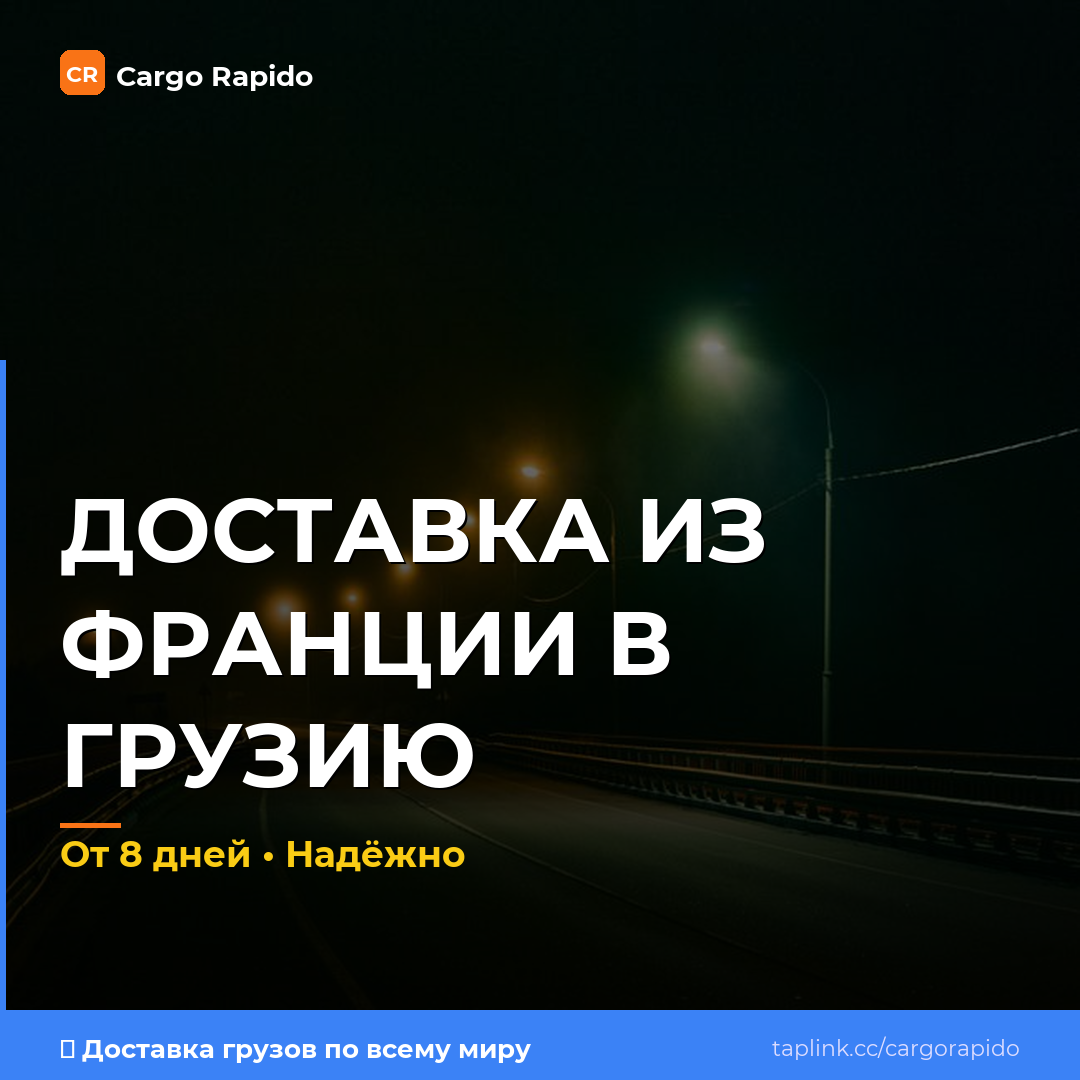 CR
Cargo Rapido
ДОСТАВКА ИЗ
ФРАНЦИИ В
ГРУЗИЮ
От 8 дней • Надёжно
Доставка грузов по всему миру
taplink.cc/cargorapido